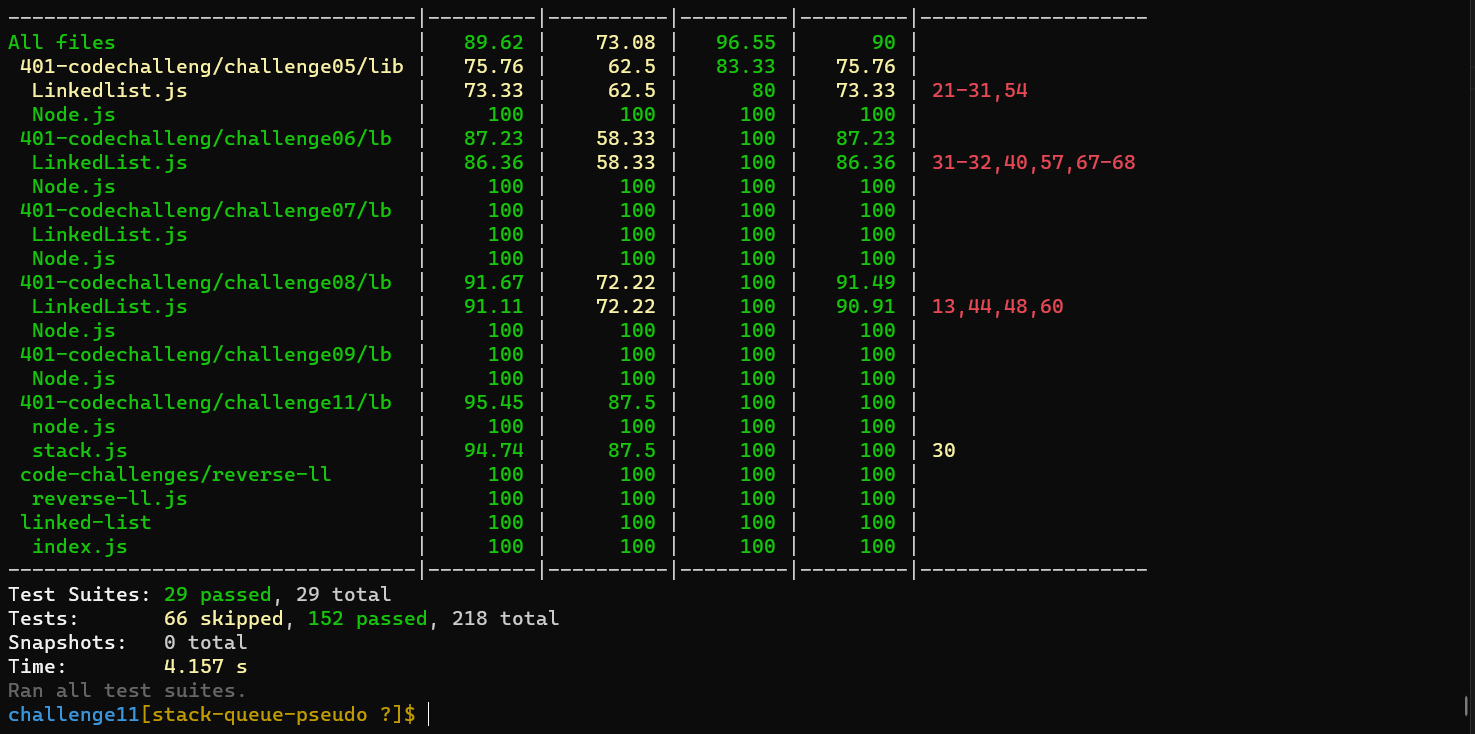 ---------------------------------|---------|----------|---------|---------|-------------------
All files                         |   89.62 |    73.08 |   96.55 |      90 |
 401-codechalleng/challenge05/lib |   75.76 |     62.5 |   83.33 |   75.76 |
  Linkedlist.js                   |   73.33 |     62.5 |      80 |   73.33 | 21-31,54
  Node.js                         |     100 |      100 |     100 |     100 |
 401-codechalleng/challenge06/lb  |   87.23 |    58.33 |     100 |   87.23 |
  LinkedList.js                   |   86.36 |    58.33 |     100 |   86.36 | 31-32,40,57,67-68
  Node.js                         |     100 |      100 |     100 |     100 |
 401-codechalleng/challenge07/lb  |     100 |      100 |     100 |     100 |
  LinkedList.js                   |     100 |      100 |     100 |     100 |
  Node.js                         |     100 |      100 |     100 |     100 |
 401-codechalleng/challenge08/lb  |   91.67 |    72.22 |     100 |   91.49 |
  LinkedList.js                   |   91.11 |    72.22 |     100 |   90.91 | 13,44,48,60
  Node.js                         |     100 |      100 |     100 |     100 |
 401-codechalleng/challenge09/lb  |     100 |      100 |     100 |     100 |
  Node.js                         |     100 |      100 |     100 |     100 |
 401-codechalleng/challenge11/lb  |   95.45 |     87.5 |     100 |     100 |
  node.js                         |     100 |      100 |     100 |     100 |
  stack.js                        |   94.74 |     87.5 |     100 |     100 | 30
 code-challenges/reverse-ll       |     100 |      100 |     100 |     100 |
  reverse-ll.js                   |     100 |      100 |     100 |     100 |
 linked-list                      |     100 |      100 |     100 |     100 |
  index.js                        |     100 |      100 |     100 |     100 |
----------------------------------|---------|----------|---------|---------|-------------------
Test Suites: 29 passed, 29 total
Tests:       66 skipped, 152 passed, 218 total
Snapshots:   0 total
Time:        4.157 s
Ran all test suites.
challenge11[stack-queue-pseudo ?]$